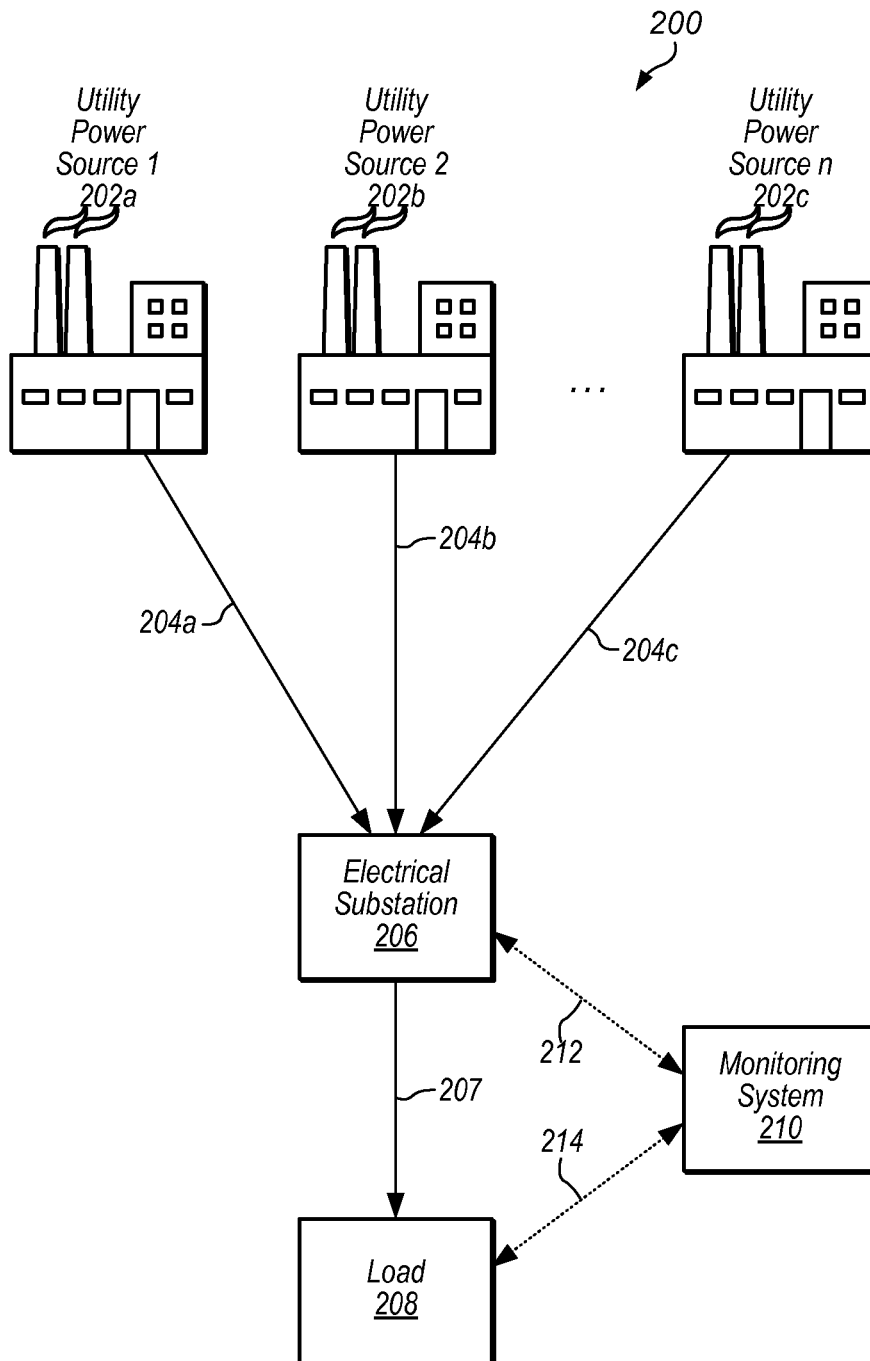 200
Utility
Power
Source 1
202a
Utility
Power
Source 2
202b
Utility
Power
Source n
202c
...
204a
204b
204c
Electrical
Substation
206
212
207
Monitoring
System
210
214
Load
208